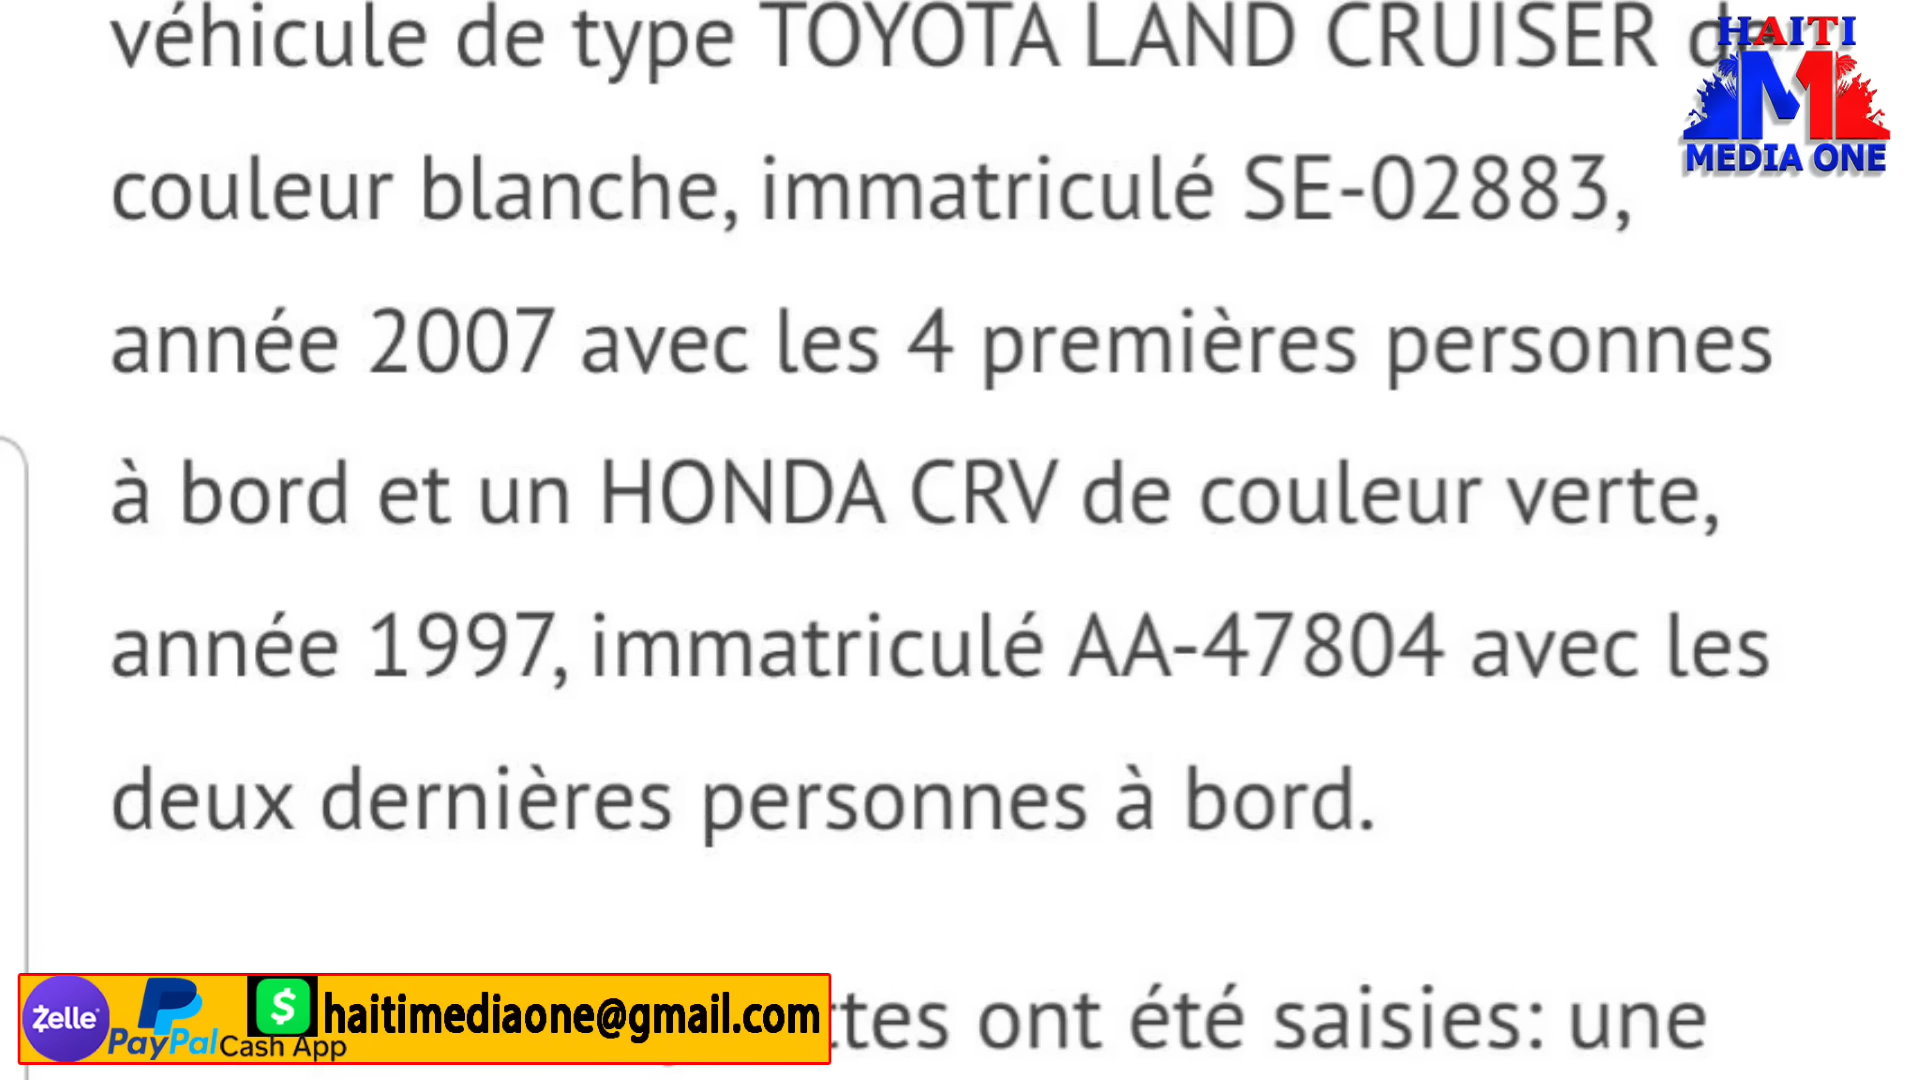 véhicule de type TOYOTA LAND CRUISER de
HAITI
M
MEDIA ONE
couleur blanche, immatriculé SE-02883,
année 2007 avec les 4 premières personnes
à bord et un HONDA CRV de couleur verte,
année 1997, immatriculé AA-47804 avec les
deux dernières personnes à bord.
Zelle PayPal $ Cash App haitimediaone@gmail.com
ont été saisies: une